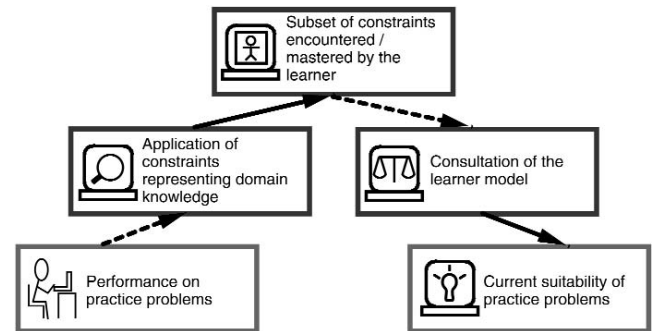 Subset of constraints
encountered /
mastered by the
learner
Application of
constraints
representing domain
knowledge
Consultation of the
learner model
Performance on
practice problems
Current suitability of
practice problems